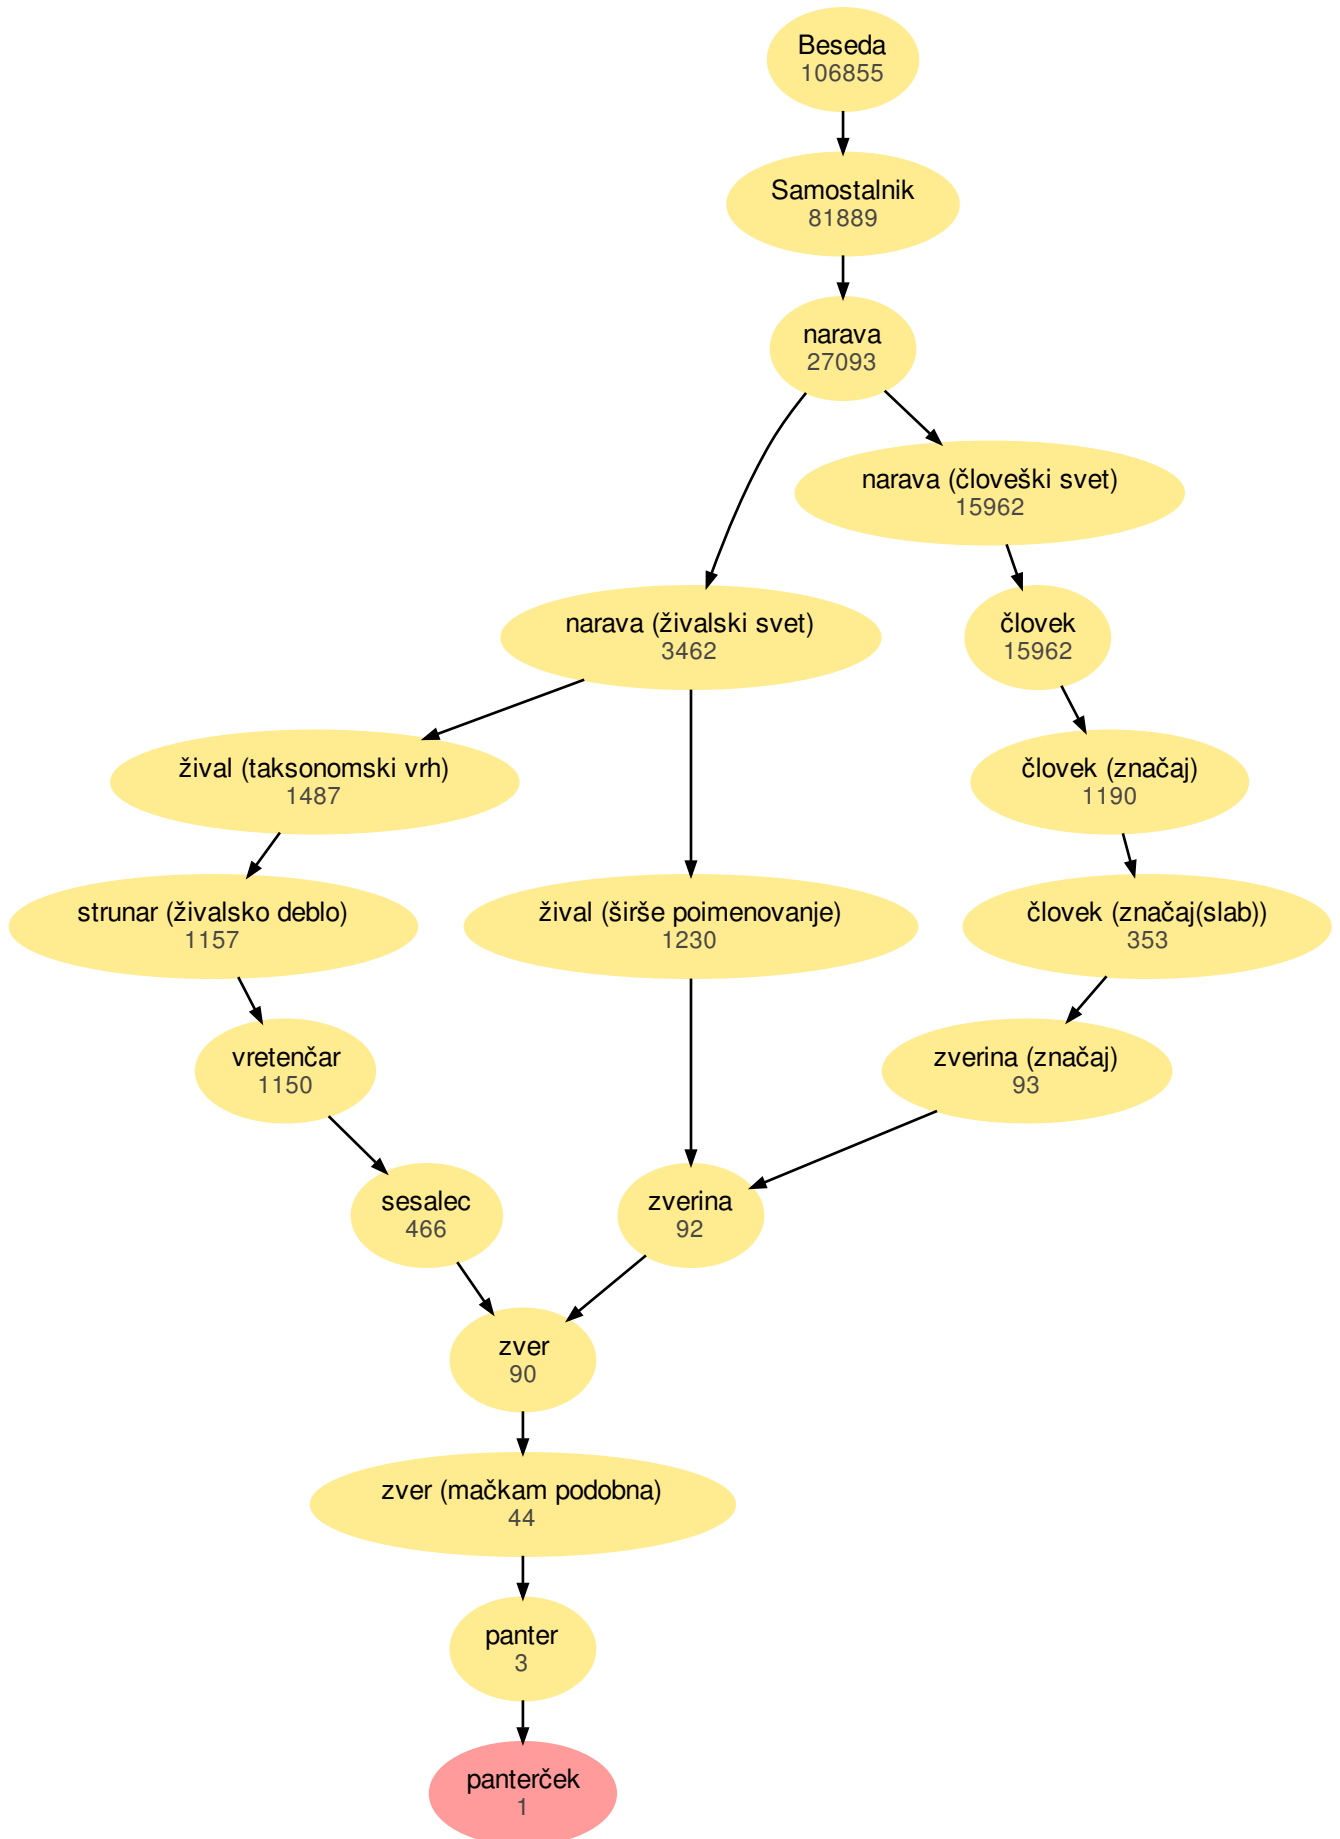 Beseda
106855
Samostalnik
81889
narava
27093
narava (človeški svet)
15962
narava (živalski svet)
3462
človek
15962
žival (taksonomski vrh)
1487
človek (značaj)
1190
strunar (živalsko deblo)
1157
žival (širše poimenovanje)
1230
človek (značaj(slab))
353
vretenčar
1150
zverina (značaj)
93
sesalec
466
zverina
92
zver
90
zver (mačkam podobna)
44
panter
3
panterček
1